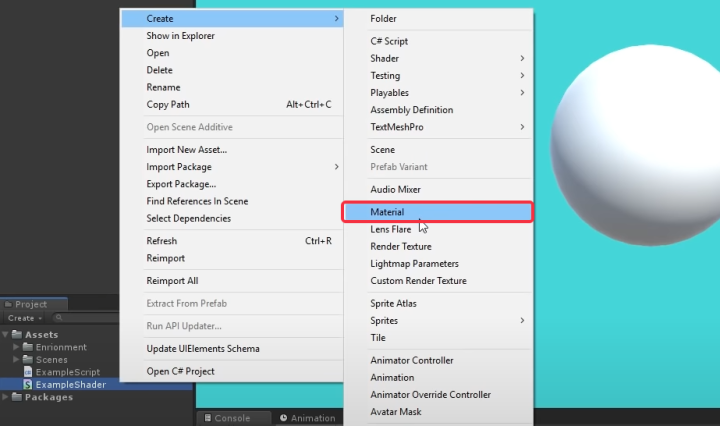 Create
Show in Explorer
Open
Delete
Rename
Copy Path Alt+Ctrl+C
Open Scene Additive
Import New Asset...
Import Package
Export Package...
Find References In Scene
Select Dependencies
Refresh Ctrl+R
Reimport
Reimport All
Extract From Prefab
Run API Updater...
Update UIElements Schema
Open C# Project
Folder
C# Script
Shader
Testing
Playables
Assembly Definition
TextMeshPro
Scene
Prefab Variant
Audio Mixer
Material
Lens Flare
Render Texture
Lightmap Parameters
Custom Render Texture
Sprite Atlas
Sprites
Tile
Animator Controller
Animation
Animator Override Controller
Avatar Mask
Project
Create
Assets
Enrionment
Scenes
ExampleScript
ExampleShader
Packages
Console
Animation